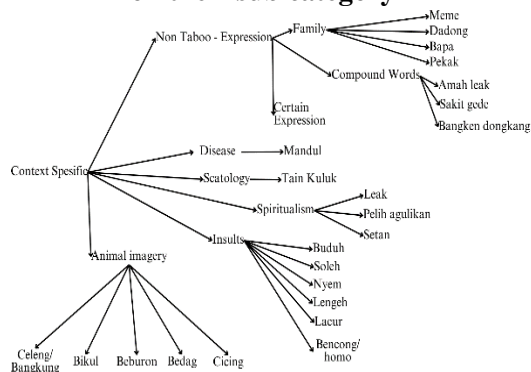 sub category
Meme
Non Taboo - Expression
Family
Dadong
Bapa
Pekak
Compound Words
Amah leak
Sakit gede
Bangken dongkang
Certain
Expression
Disease
Mandul
Context Spesific
Scatology
Tain Kuluk
Spiritualism
Leak
Pelih agulikan
Setan
Insults
Buduh
Soleh
Nyem
Lengeh
Lacur
Bencong/
homo
Animal imagery
Celeng/
Bangkung
Bikul
Beburon
Bedag
Cicing